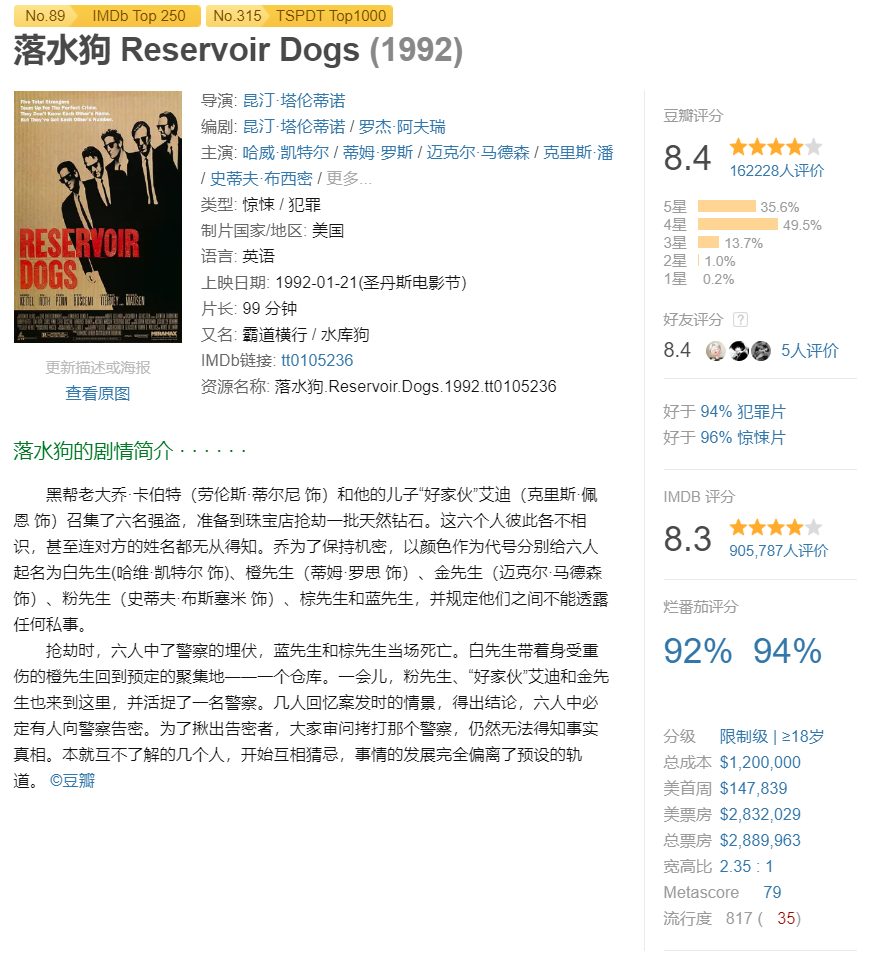 No.89 IMDb Top 250 No.315 TSPDT Top1000
落水狗 Reservoir Dogs (1992)
Five Total Strangers
Team Up For The Perfect Crime.
They Don't Know Each Other's Name.
But They've Got Each Other's Number.
RESERVOIR
DOGS
KEITEL ROTH PENN BUSCEMI TIERNEY MADSEN
MIRAMAX
更新描述或海报
查看原图
导演: 昆汀·塔伦蒂诺
编剧: 昆汀·塔伦蒂诺 / 罗杰·阿夫瑞
主演: 哈威·凯特尔 / 蒂姆·罗斯 / 迈克尔·马德森 / 克里斯·潘
/ 史蒂夫·布西密 / 更多...
类型: 惊悚 / 犯罪
制片国家/地区: 美国
语言: 英语
上映日期: 1992-01-21(圣丹斯电影节)
片长: 99 分钟
又名: 霸道横行 / 水库狗
IMDb链接: tt0105236
资源名称: 落水狗.Reservoir.Dogs.1992.tt0105236
落水狗的剧情简介 · · · · · ·
黑帮老大乔·卡伯特（劳伦斯·蒂尔尼 饰）和他的儿子“好家伙”艾迪（克里斯·佩
恩 饰）召集了六名强盗，准备到珠宝店抢劫一批天然钻石。这六个人彼此各不相
识，甚至连对方的姓名都无从得知。乔为了保持机密，以颜色作为代号分别给六人
起名为白先生(哈维·凯特尔 饰)、橙先生（蒂姆·罗思 饰）、金先生（迈克尔·马德森
饰）、粉先生（史蒂夫·布斯塞米 饰）、棕先生和蓝先生，并规定他们之间不能透露
任何私事。
抢劫时，六人中了警察的埋伏，蓝先生和棕先生当场死亡。白先生带着身受重
伤的橙先生回到预定的聚集地——一个仓库。一会儿，粉先生、“好家伙”艾迪和金先
生也来到这里，并活捉了一名警察。几人回忆案发时的情景，得出结论，六人中必
定有人向警察告密。为了揪出告密者，大家审问拷打那个警察，仍然无法得知事实
真相。本就互不了解的几个人，开始互相猜忌，事情的发展完全偏离了预设的轨
道。 ©豆瓣
豆瓣评分
8.4
162228人评价
5星 35.6%
4星 49.5%
3星 13.7%
2星 1.0%
1星 0.2%
好友评分 ?
8.4 5人评价
好于 94% 犯罪片
好于 96% 惊悚片
IMDB 评分
8.3
905,787人评价
烂番茄评分
92% 94%
分级 限制级 | ≥18岁
总成本 $1,200,000
美首周 $147,839
美票房 $2,832,029
总票房 $2,889,963
宽高比 2.35 : 1
Metascore 79
流行度 817 ( 35)